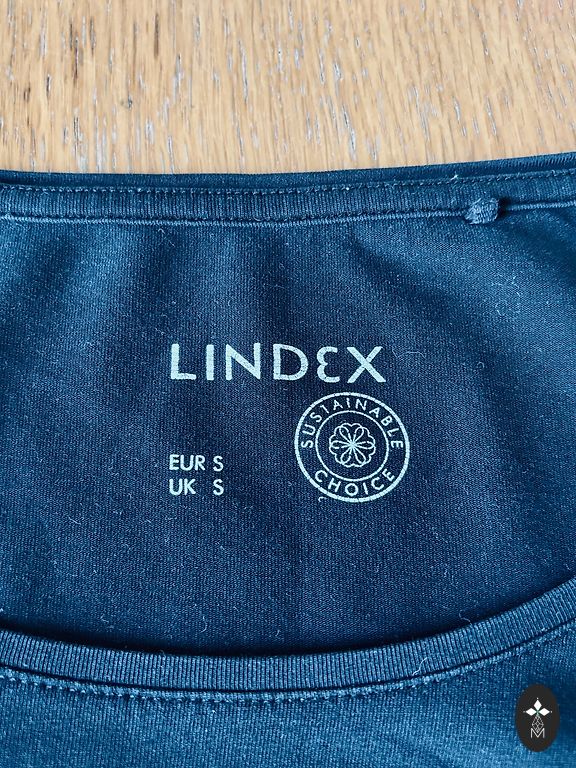 LINDEX
SUSTAINABLE
CHOICE
EUR S
UK S
M